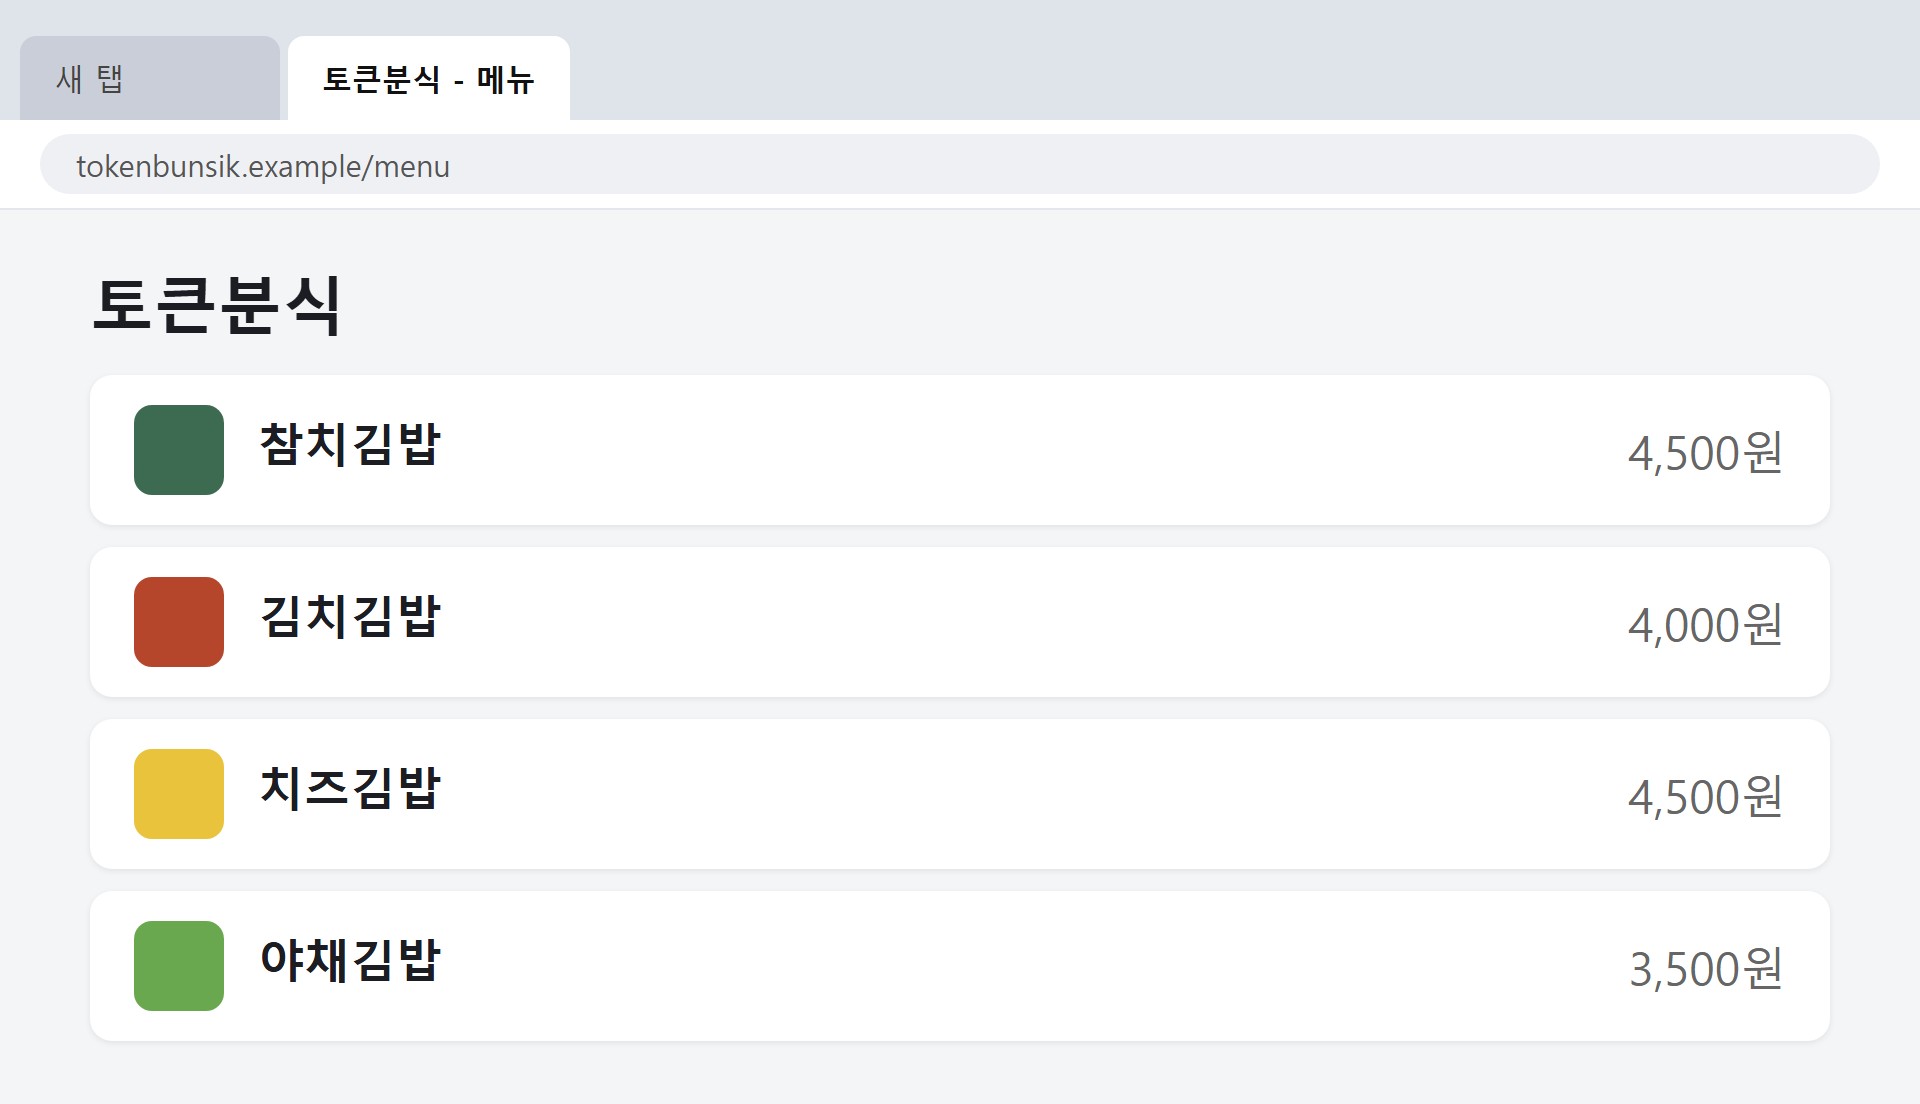 새 탭
토큰분식 - 메뉴
tokenbunsik.example/menu
토큰분식
참치김밥 4,500원
김치김밥 4,000원
치즈김밥 4,500원
야채김밥 3,500원